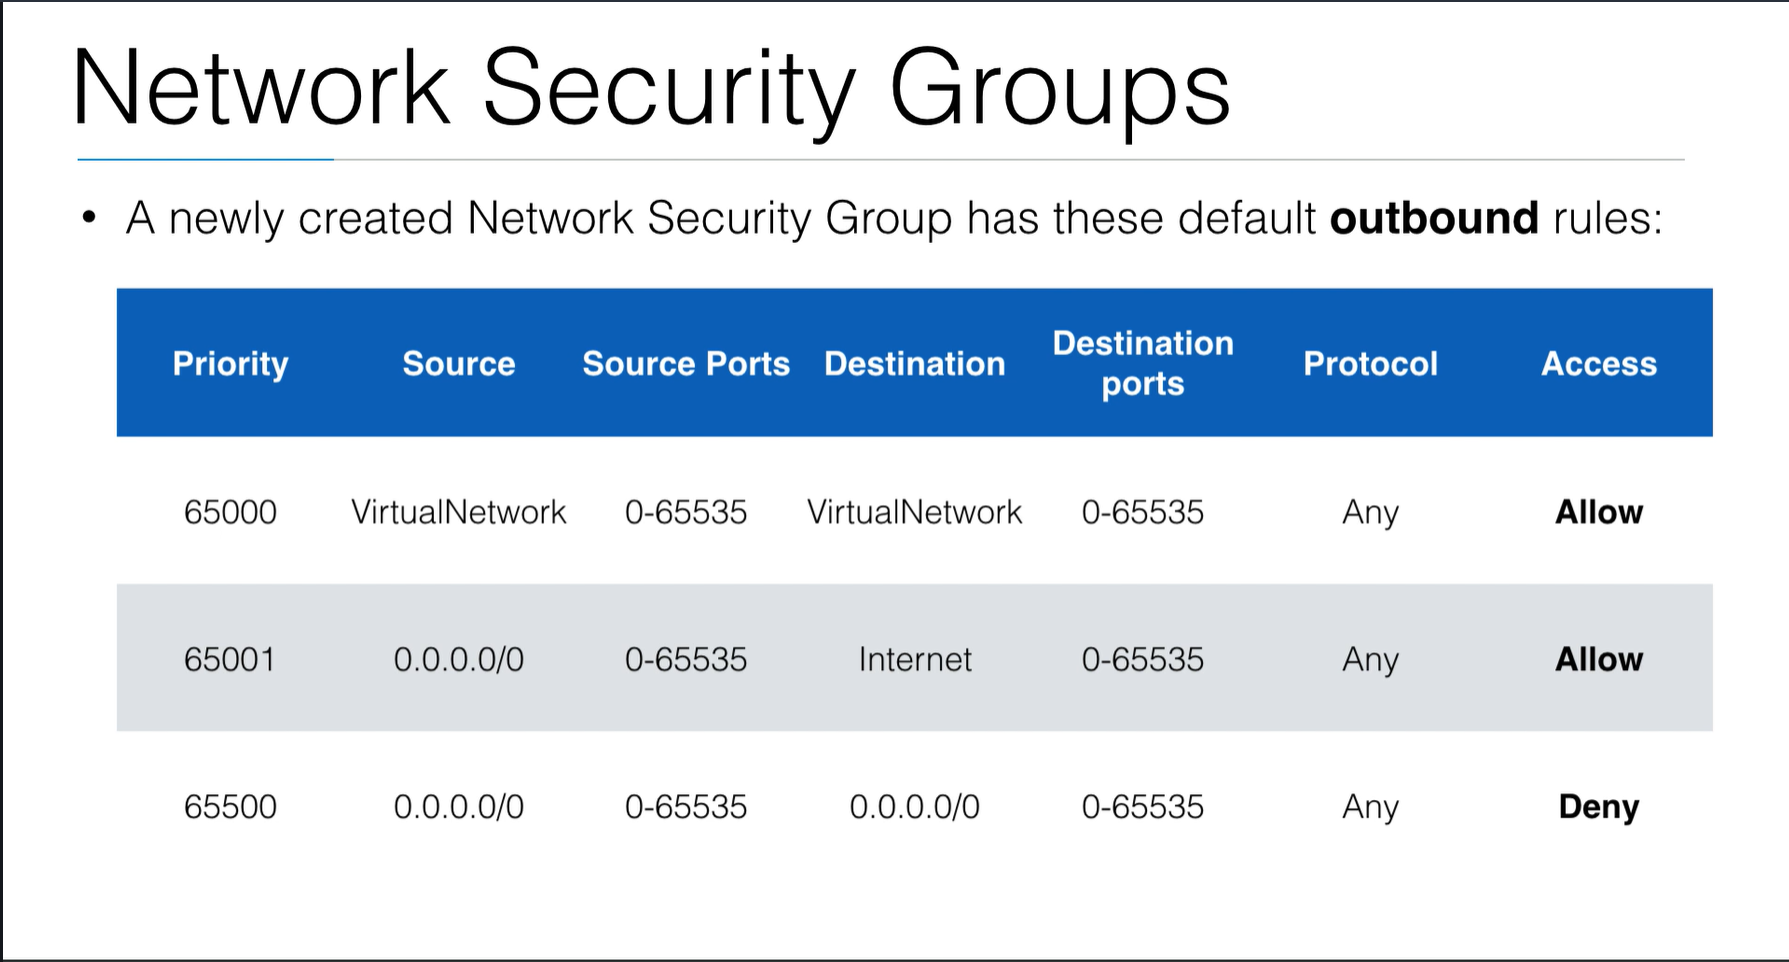 Network Security Groups
• A newly created Network Security Group has these default outbound rules:
Priority Source Source Ports Destination Destination ports Protocol Access
65000 VirtualNetwork 0-65535 VirtualNetwork 0-65535 Any Allow
65001 0.0.0.0/0 0-65535 Internet 0-65535 Any Allow
65500 0.0.0.0/0 0-65535 0.0.0.0/0 0-65535 Any Deny